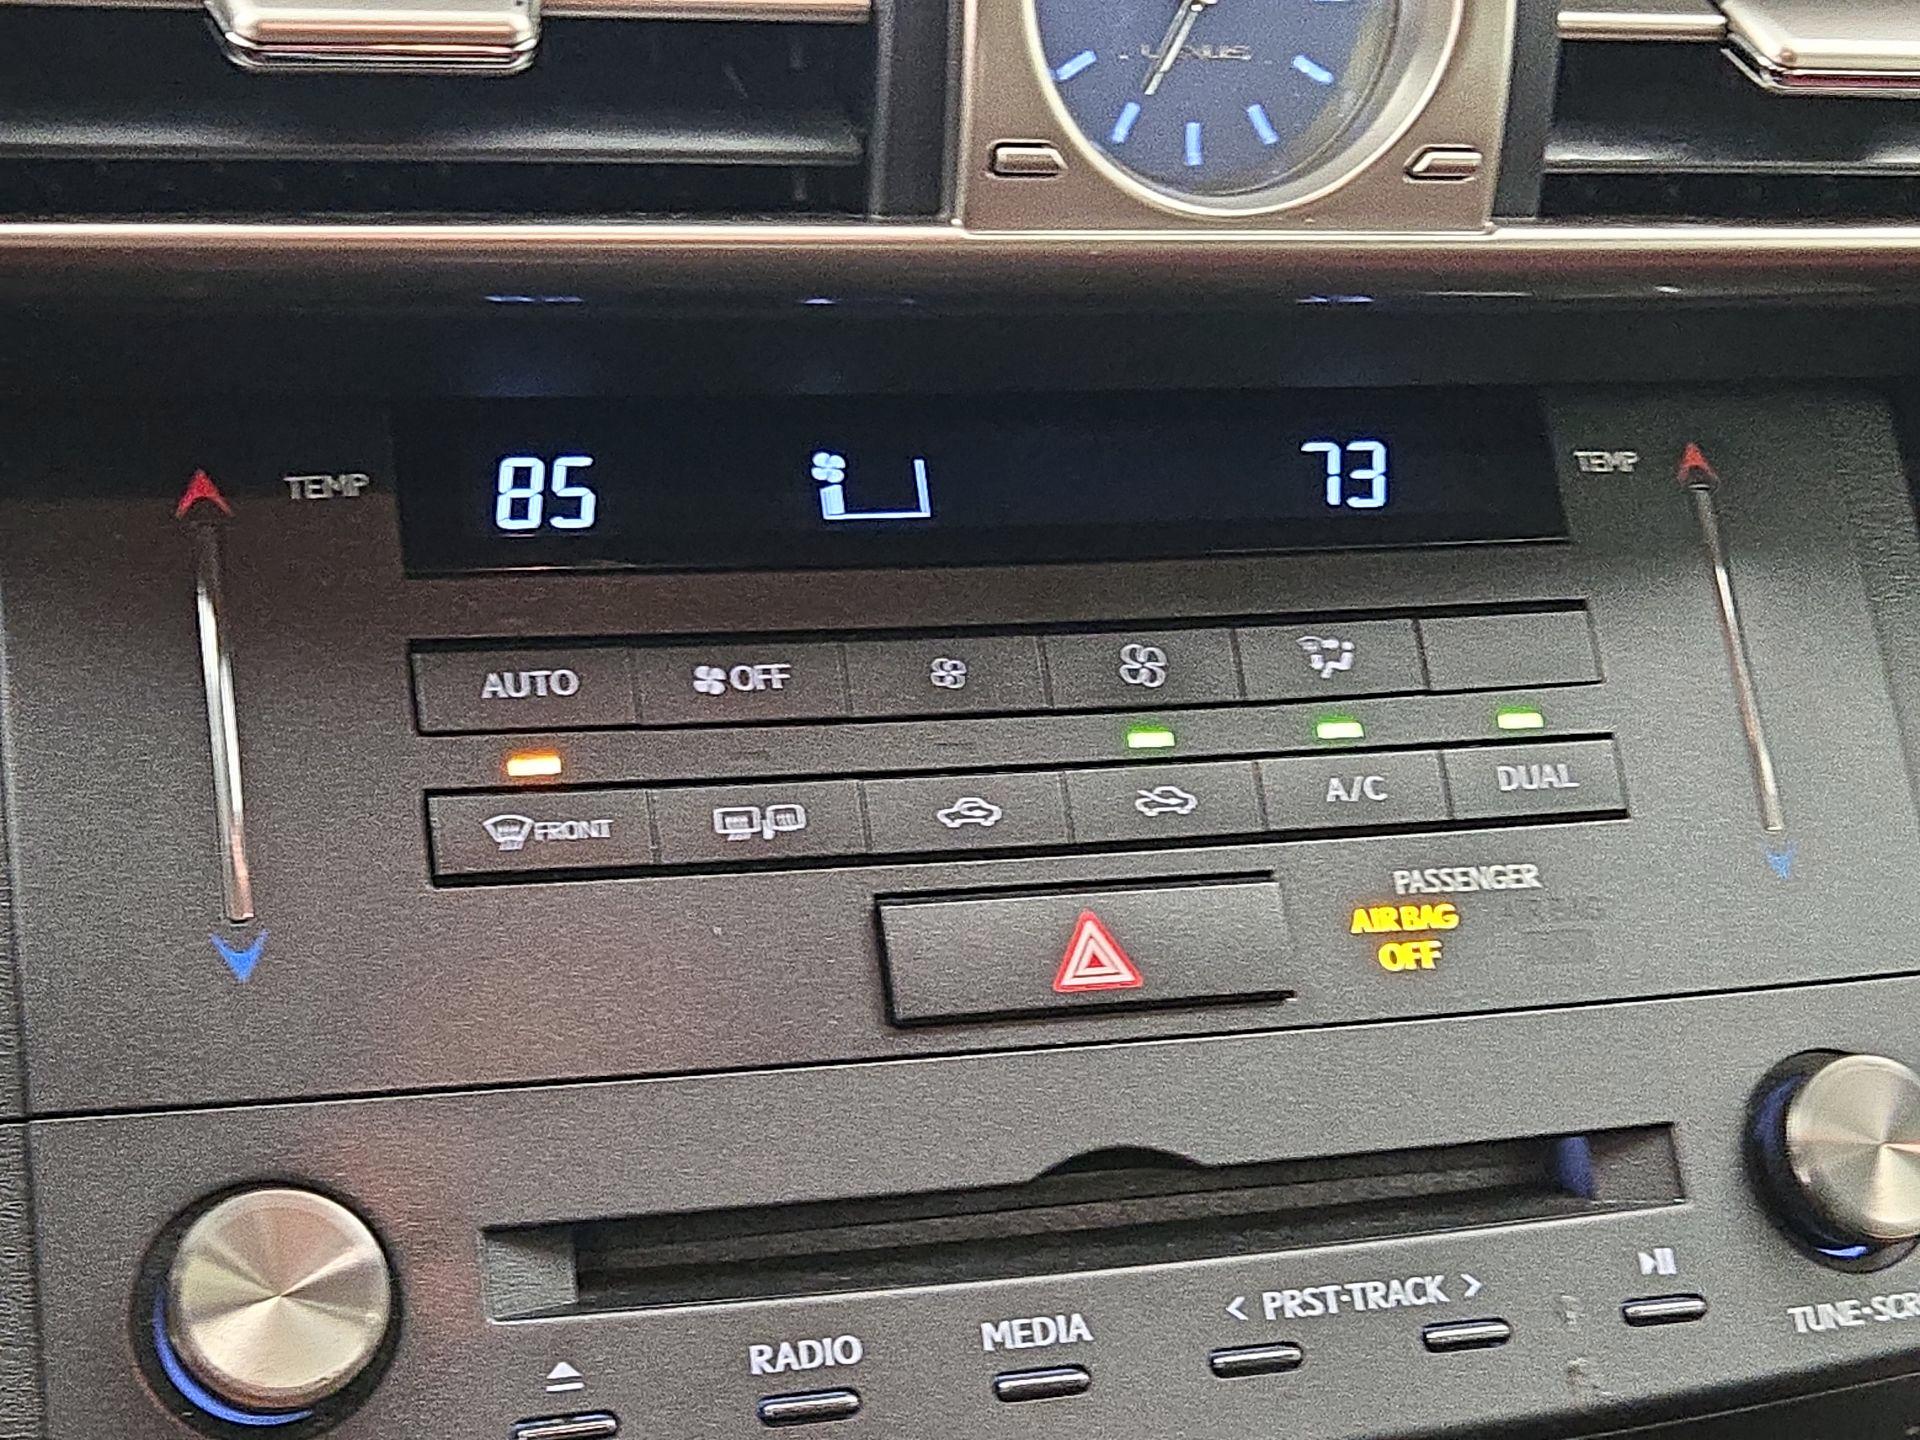 LEXUS
TEMP 85 73 TEMP
AUTO OFF
FRONT A/C DUAL
PASSENGER
AIR BAG
OFF
RADIO MEDIA < PRST-TRACK >